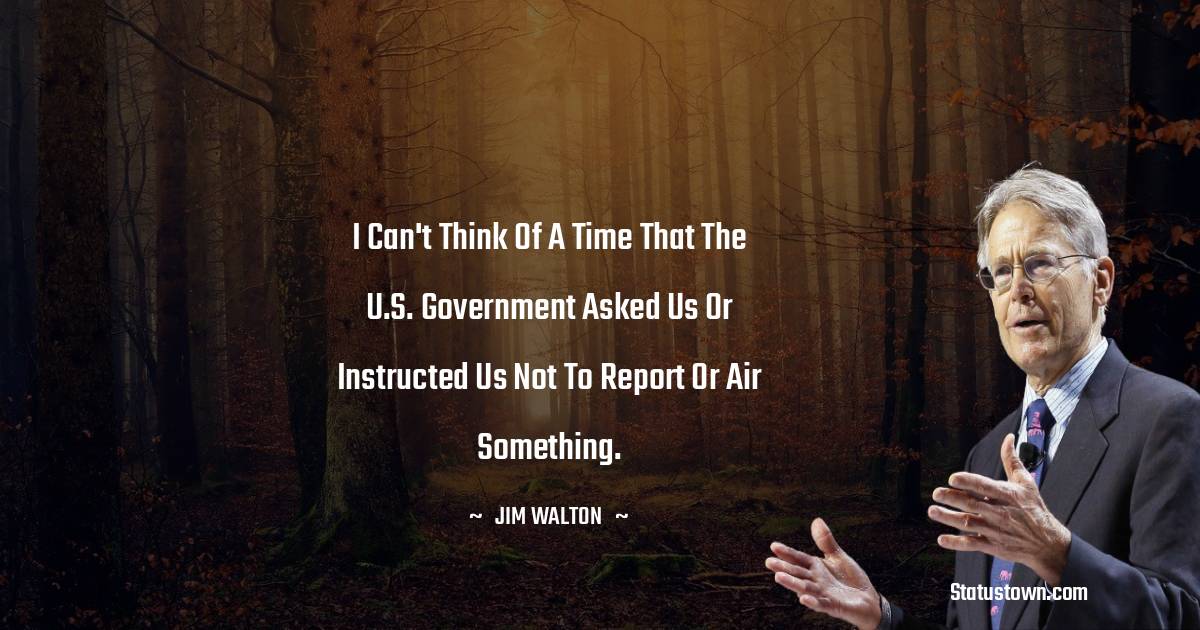 I Can't Think Of A Time That The
U.S. Government Asked Us Or
Instructed Us Not To Report Or Air
Something.
~ JIM WALTON ~
Statustown.com